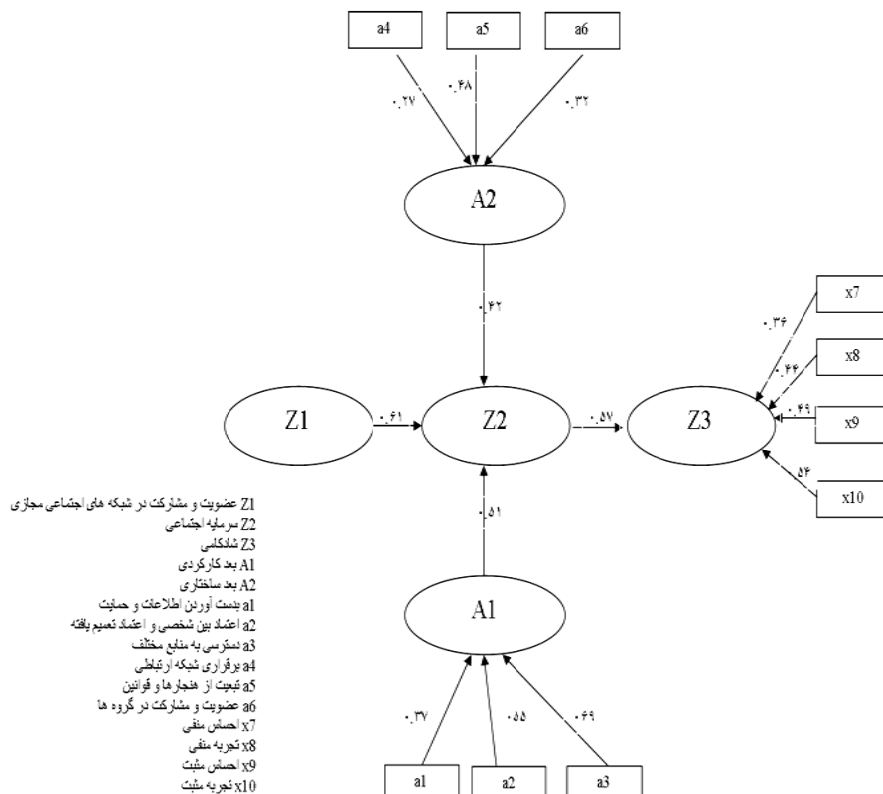 a4 a5 a6
۰.۲۷ ۰.۴۸ ۰.۳۲
A2
۰.۴۲
x7
۰.۳۶
x8
۰.۴۴
Z1 ۰.۶۱ Z2 ۰.۵۷ Z3 ۰.۴۹ x9
.۵۴
x10
۰.۵۱
A1
۰.۳۷ ۰۵۵ ۰۶۹
a1 a2 a3
Z1 عضویت و مشارکت در شبکه های اجتماعی مجازی
Z2 سرمایه اجتماعی
Z3 شادکامی
A1 بعد کارکردی
A2 بعد ساختاری
a1 بدست آوردن اطلاعات و حمایت
a2 اعتماد بین شخصی و اعتماد تعمیم یافته
a3 دسترسی به منابع مختلف
a4 برقراری شبکه ارتباطی
a5 تبعیت از هنجارها و قوانین
a6 عضویت و مشارکت در گروه ها
x7 احساس منفی
x8 تجربه منفی
x9 احساس مثبت
x10 تجربه مثبت